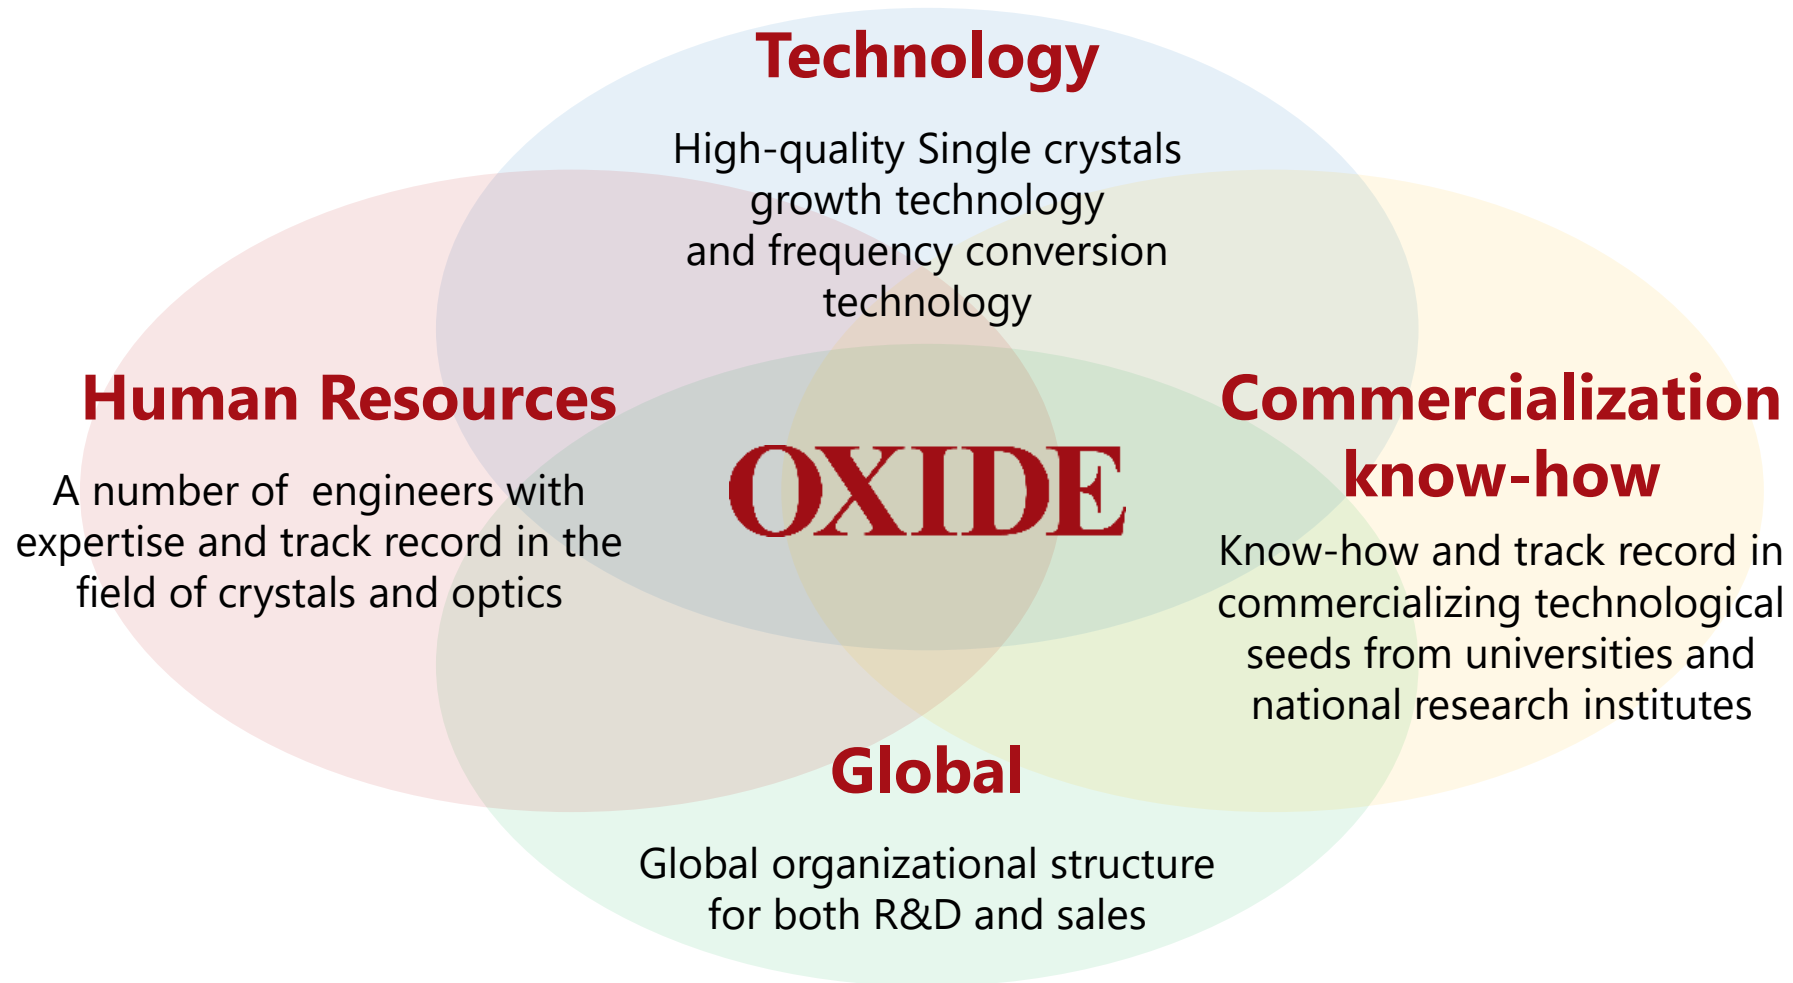 Technology
High-quality Single crystals
growth technology
and frequency conversion
technology
Human Resources
A number of  engineers with
expertise and track record in the
field of crystals and optics
OXIDE
Commercialization
know-how
Know-how and track record in
commercializing technological
seeds from universities and
national research institutes
Global
Global organizational structure
for both R&D and sales